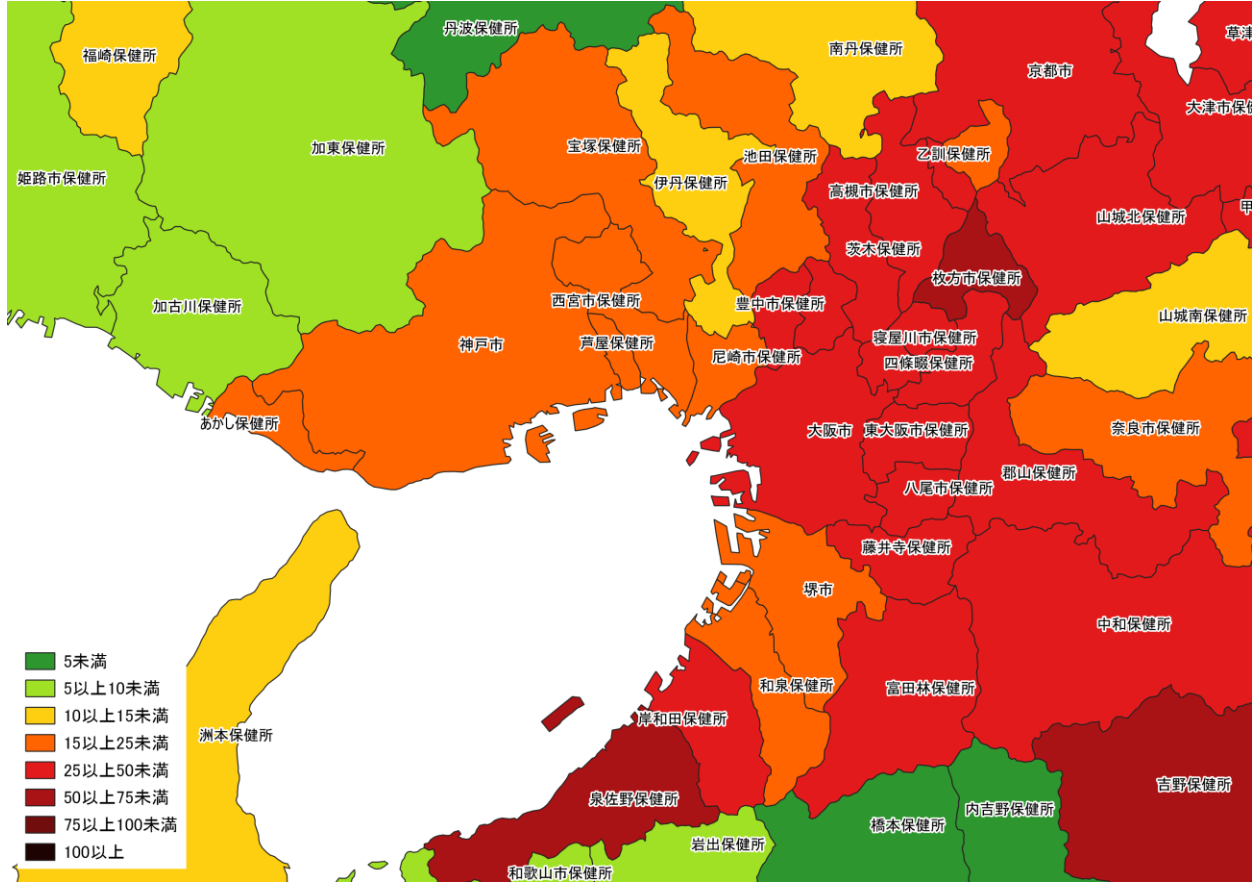 丹波保健所
草津
福崎保健所
南丹保健所
京都市
大津市保健
加東保健所
宝塚保健所
池田保健所
乙訓保健所
姫路市保健所
伊丹保健所
高槻市保健所
甲
山城北保健所
茨木保健所
枚方市保健所
加古川保健所
西宮市保健所
豊中市保健所
山城南保健所
神戸市
芦屋保健所
尼崎市保健所
寝屋川市保健所
四條畷保健所
あかし保健所
大阪市
東大阪市保健所
奈良市保健所
郡山保健所
八尾市保健所
藤井寺保健所
堺市
中和保健所
和泉保健所
富田林保健所
岸和田保健所
洲本保健所
泉佐野保健所
吉野保健所
内吉野保健所
橋本保健所
岩出保健所
和歌山市保健所
5未満
5以上10未満
10以上15未満
15以上25未満
25以上50未満
50以上75未満
75以上100未満
100以上